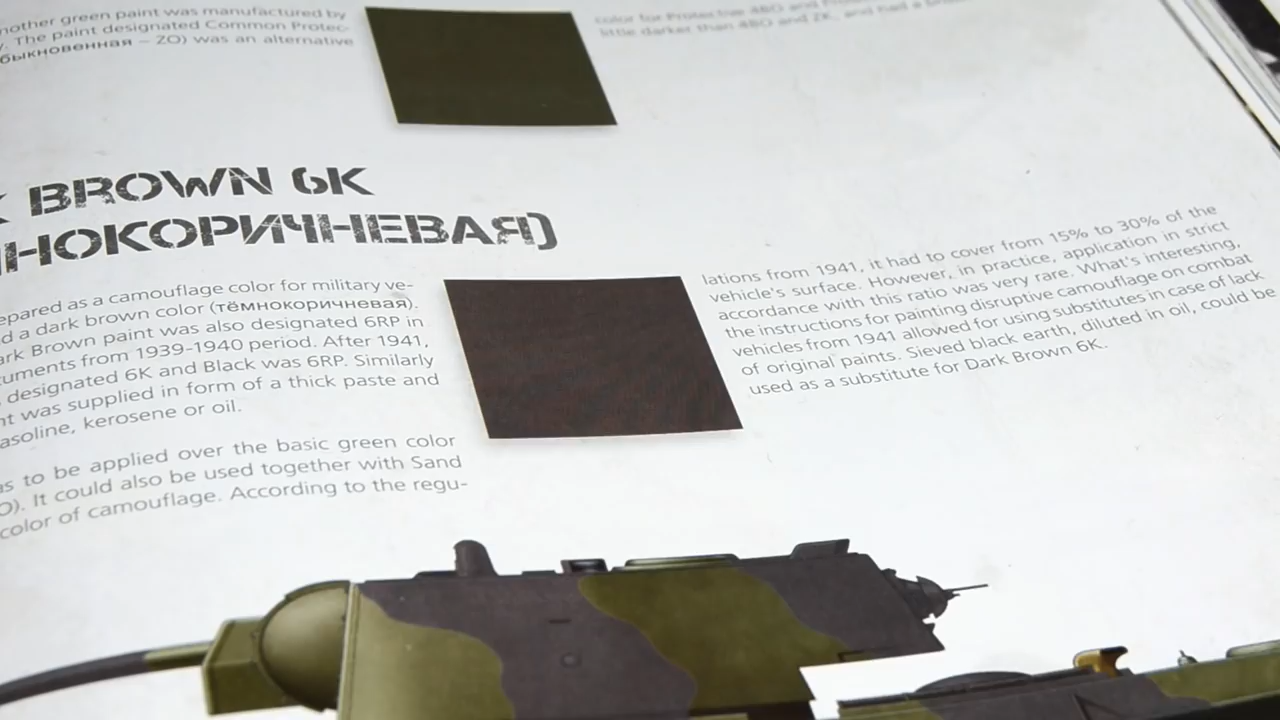 nother green paint was manufactured by
y. The paint designated Common Protec-
быкновенная – ZO) was an alternative
color for Protective 4BO and
little darker than 4BO and ZK, and had a
BROWN 6K
НОКОРИЧНЕВАЯ)
epared as a camouflage color for military ve-
d a dark brown color (тёмнокоричневая).
ark Brown paint was also designated 6RP in
cuments from 1939-1940 period. After 1941,
designated 6K and Black was 6RP. Similarly
nt was supplied in form of a thick paste and
asoline, kerosene or oil.
as to be applied over the basic green color
O). It could also be used together with Sand
color of camouflage. According to the regu-
lations from 1941, it had to cover from 15% to 30% of the
vehicle's surface. However, in practice, application in strict
accordance with this ratio was very rare. What's interesting,
the instructions for painting disruptive camouflage on combat
vehicles from 1941 allowed for using substitutes in case of lack
of original paints. Sieved black earth, diluted in oil, could be
used as a substitute for Dark Brown 6K.